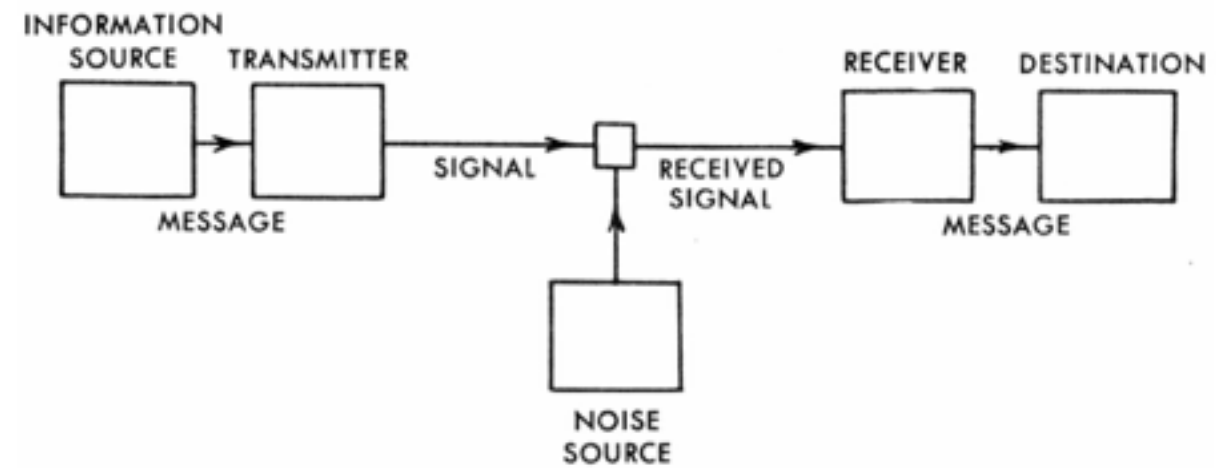 INFORMATION
SOURCE
TRANSMITTER
RECEIVER
DESTINATION
SIGNAL
RECEIVED
SIGNAL
MESSAGE
MESSAGE
NOISE
SOURCE